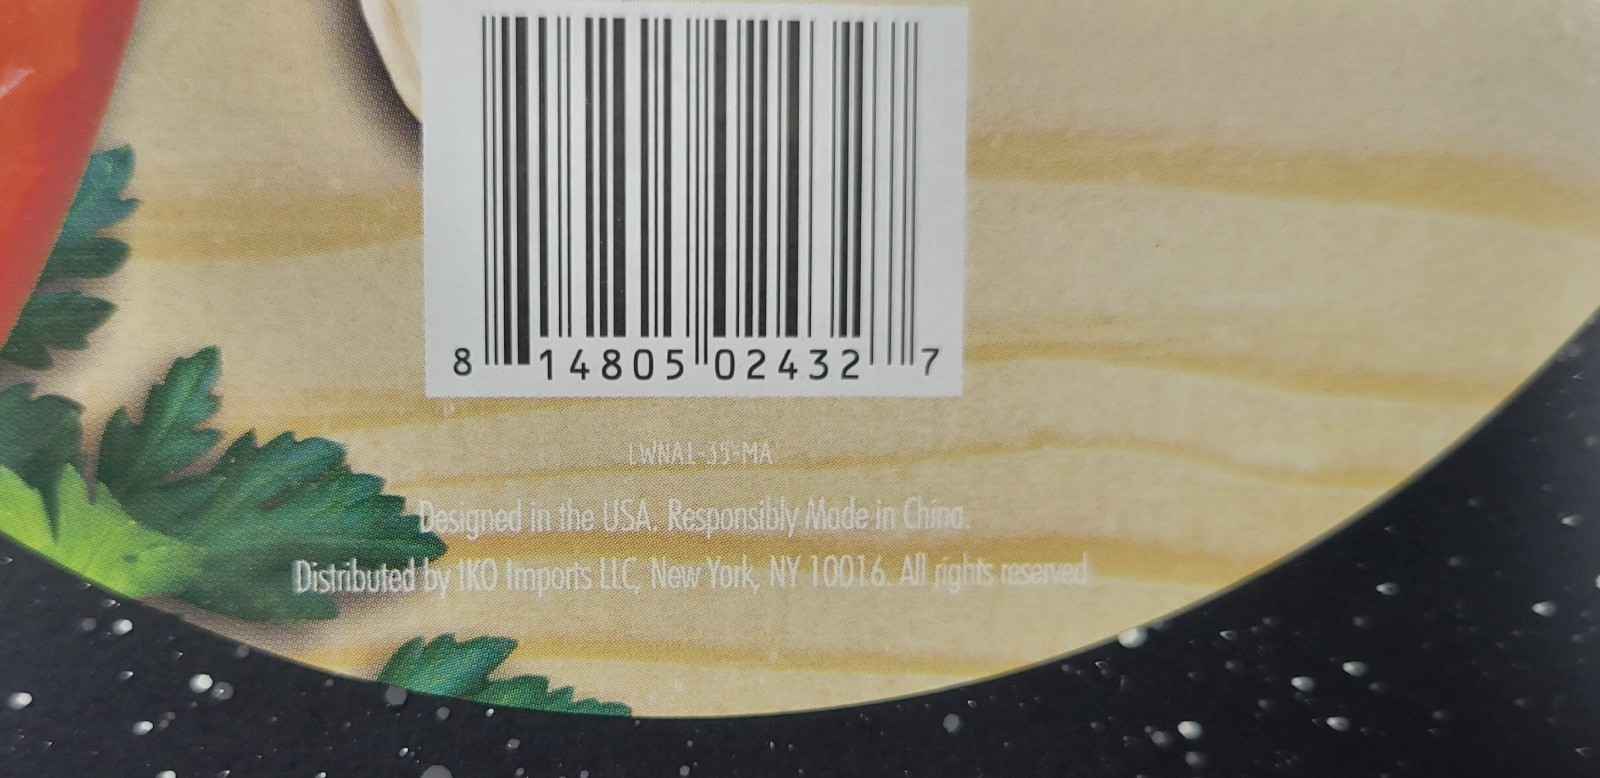 8 14805 02432 7
LWNAL-35-MA
Designed in the USA. Responsibly Made in China.
Distributed by IKO Imports LLC, New York, NY 10016. All rights reserved.